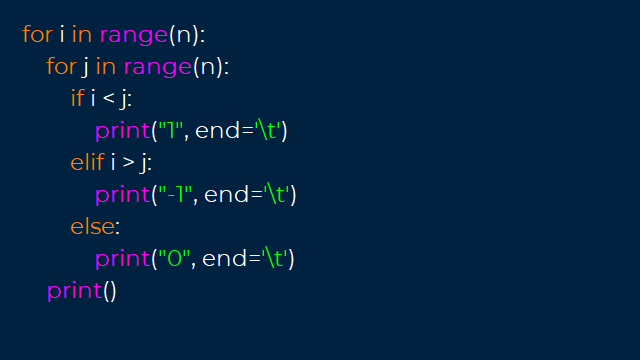 for i in range(n):
    for j in range(n):
        if i < j:
            print("1", end='\t')
        elif i > j:
            print("-1", end='\t')
        else:
            print("0", end='\t')
    print()